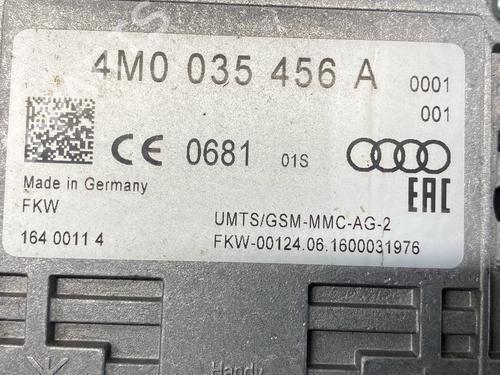 4M0 035 456 A 0001
001
CE 0681 01S
Made in Germany
EAC
FKW
UMTS/GSM-MMC-AG-2
164 0011 4 FKW-00124.06.1600031976
Handy